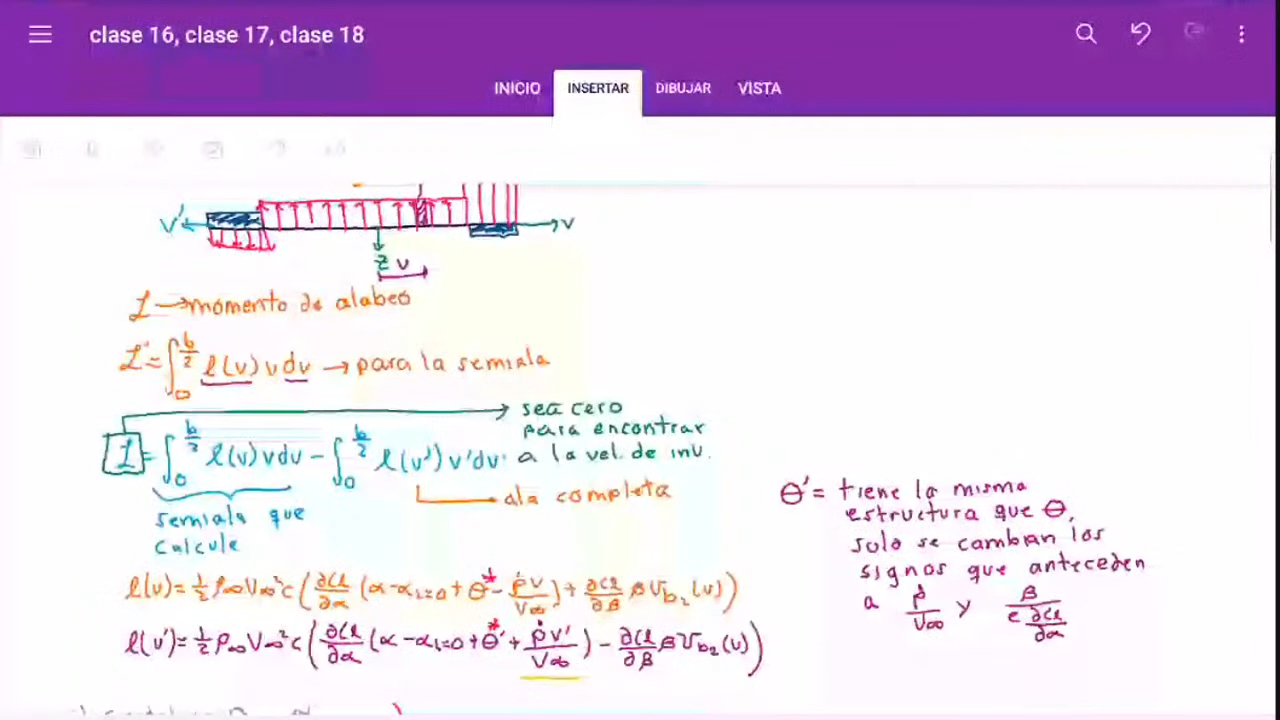 clase 16, clase 17, clase 18
INICIO INSERTAR DIBUJAR VISTA
v' v
z v
ℒ → momento de alabeo
ℒ' = ∫₀^{b/2} l(v) v dv → para la semiala
sea cero
para encontrar
ℒ = ∫₀^{b/2} l(v) v dv - ∫₀^{b/2} l(v') v' dv' a la vel. de inv.
ala completa
semiala que
calcule
θ' = tiene la misma
estructura que θ,
solo se camban los
signos que anteceden
a ṗ/V∞ y β/(e ∂Cl/∂α)
l(v) = ½ ρ∞ V∞² c (∂Cl/∂α (α - α_{L=0} + θ* - ṗv/V∞) + ∂Cl/∂β β V_{b2}(v))
l(v') = ½ ρ∞ V∞² c (∂Cl/∂α (α - α_{L=0} + θ'* + ṗv'/V∞) - ∂Cl/∂β β V_{b2}(v))